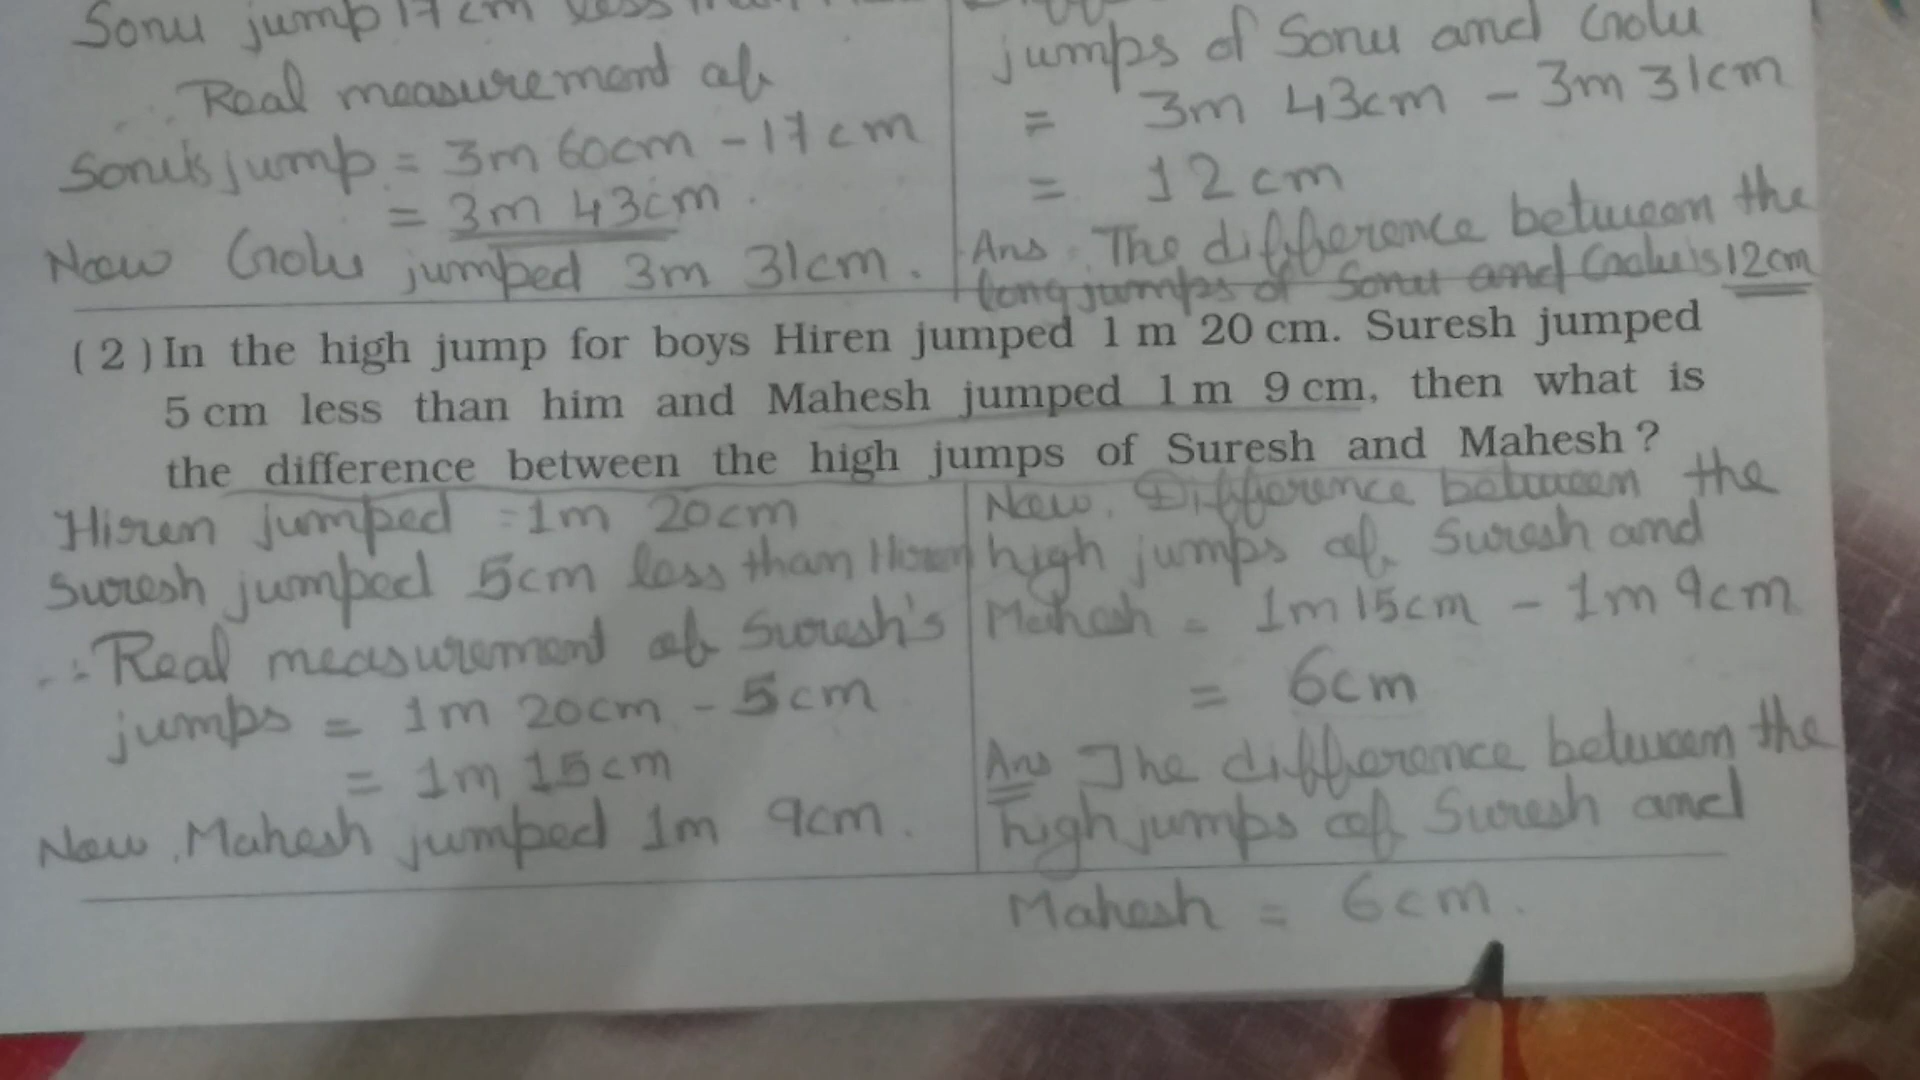 Sonu jump 17cm less
∴ Real measurement of
Sonu's jump = 3m 60cm - 17cm
= 3m 43cm.
Now Golu jumped 3m 31cm.
jumps of Sonu and Golu
= 3m 43cm - 3m 31cm
= 12cm
Ans. The difference between the
long jumps of Sonu and Golu is 12cm
(2) In the high jump for boys Hiren jumped 1 m 20 cm. Suresh jumped
5 cm less than him and Mahesh jumped 1 m 9 cm, then what is
the difference between the high jumps of Suresh and Mahesh?
Hiren jumped = 1m 20cm
Suresh jumped 5cm less than Hiren
∴ Real measurement of Suresh's
jumps = 1m 20cm - 5cm
= 1m 15cm
Now, Mahesh jumped 1m 9cm.
Now, Difference between the
high jumps of Suresh and
Mahesh = 1m 15cm - 1m 9cm
= 6cm
Ans The difference between the
high jumps of Suresh and
Mahesh = 6cm.